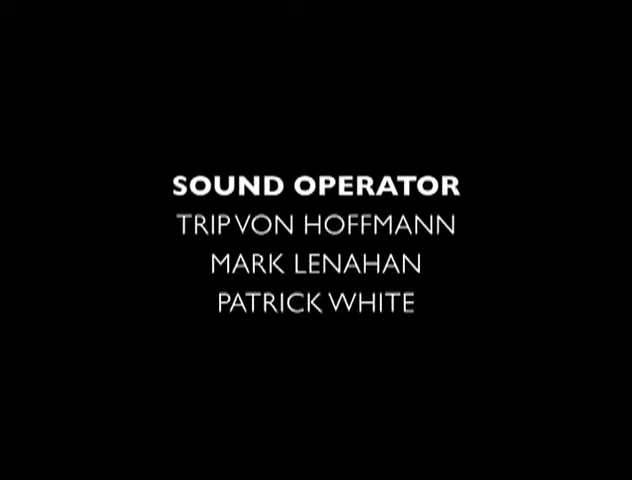 SOUND OPERATOR
TRIP VON HOFFMANN
MARK LENAHAN
PATRICK WHITE